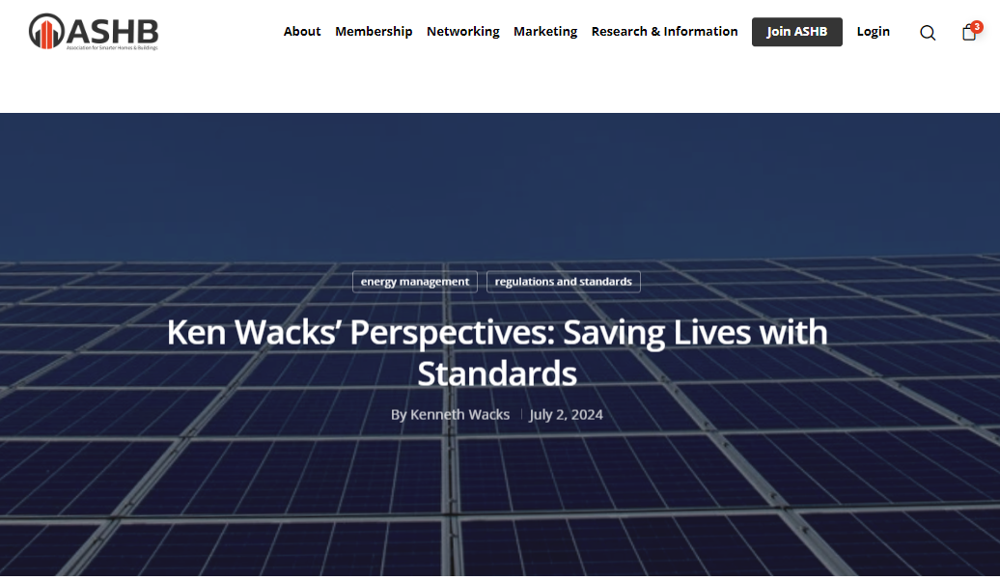 ASHB
Association for Smarter Homes & Buildings
About Membership Networking Marketing Research & Information Join ASHB Login 3
energy management regulations and standards
Ken Wacks’ Perspectives: Saving Lives with
Standards
By Kenneth Wacks July 2, 2024